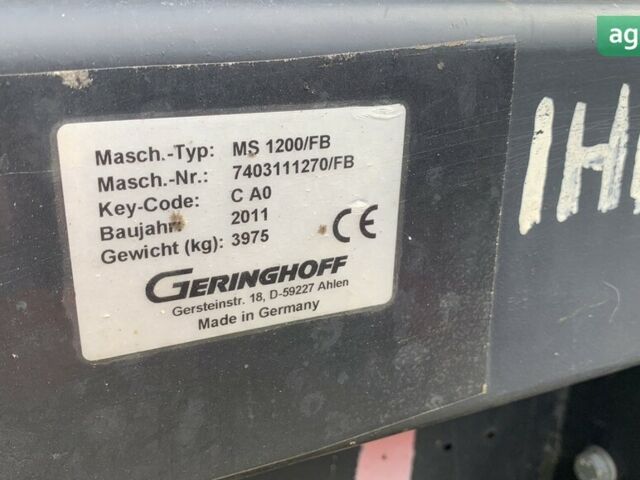 Masch.-Typ: MS 1200/FB
Masch.-Nr.: 7403111270/FB
Key-Code: C A0
Baujahr: 2011
Gewicht (kg): 3975
CE
GERINGHOFF
Gersteinstr. 18, D-59227 Ahlen
Made in Germany
ag